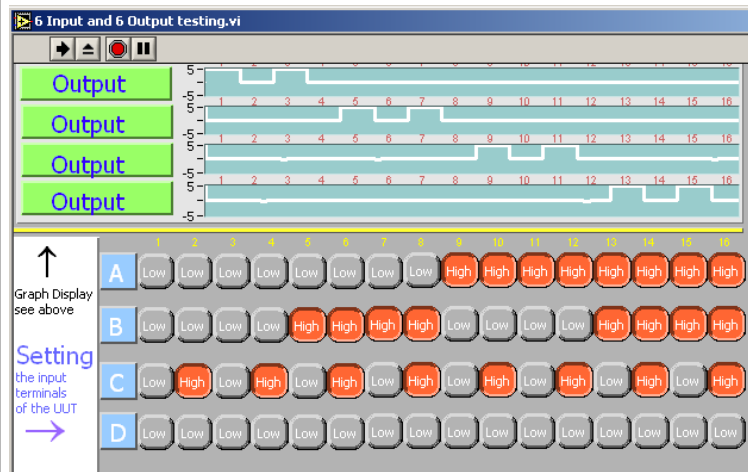 6 Input and 6 Output testing.vi
Output 5 -5
1 2 3 4 5 6 7 8 9 10 11 12 13 14 15 16
Output 5 -5
1 2 3 4 5 6 7 8 9 10 11 12 13 14 15 16
Output 5 -5
1 2 3 4 5 6 7 8 9 10 11 12 13 14 15 16
Output 5 -5
1 2 3 4 5 6 7 8 9 10 11 12 13 14 15 16
Graph Display
see above
A Low Low Low Low Low Low Low Low High High High High High High High High
B Low Low Low Low High High High High Low Low Low Low High High High High
Setting
the input
terminals
of the UUT
C Low High Low High Low High Low High Low High Low High Low High Low High
D Low Low Low Low Low Low Low Low Low Low Low Low Low Low Low Low